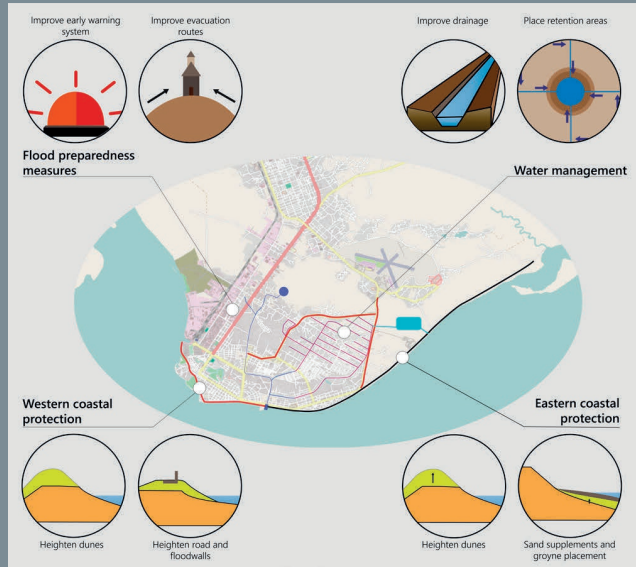 Improve early warning
system
Improve evacuation
routes
Improve drainage
Place retention areas
Flood preparedness
measures
Water management
Western coastal
protection
Eastern coastal
protection
Heighten dunes
Heighten road and
floodwalls
Heighten dunes
Sand supplements and
groyne placement